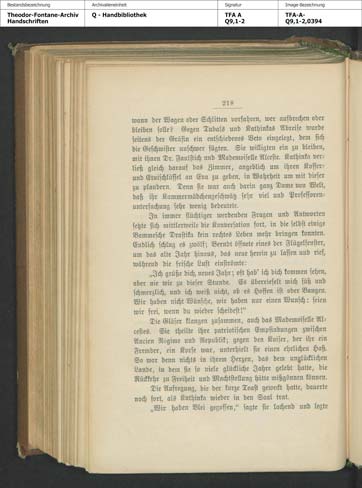 Bestandsbezeichnung
Theodor-Fontane-Archiv
Handschriften
Archivalieneinheit
Q - Handbibliothek
Signatur
TFA A
Q9,1-2
Image-Bezeichnung
TFA-A-
Q9,1-2,0394
218
wann der Wagen oder Schlitten vorfahren, wer aufbrechen oder
bleiben solle? Gegen Tubals und Kathinkas Abreise wurde
seitens der Gräfin ein entschiedenes Veto eingelegt, dem sich
die Geschwister unschwer fügten. Sie willigten ein zu bleiben,
mit ihnen Dr. Faulstich und Mademoiselle Alceste. Kathinka ver-
ließ gleich darauf das Zimmer, angeblich um ihren Koffer-
und Einschlüssel an Eva zu geben, in Wahrheit um mit dieser
zu plaudern. Denn sie war auch darin ganz Dame von Welt,
daß ihr Kammermädchengeschwätz sehr viel und Professoren-
untersuchung sehr wenig bedeutete.
In immer flüchtiger werdenden Fragen und Antworten
setzte sich mittlerweile die Konversation fort, in die selbst einige
Bemmsche Drastika kein rechtes Leben mehr bringen konnten.
Endlich schlug es zwölf; Berndt öffnete eines der Flügelfenster,
um das alte Jahr hinaus, das neue herein zu lassen und rief,
während die frische Luft einströmte:
„Ich grüße dich, neues Jahr; oft hab' ich dich kommen sehen,
aber nie wie zu dieser Stunde. Es überrieselt mich süß und
schmerzlich, und ich weiß nicht, ob es Hoffen ist oder Bangen.
Wir haben nicht Wünsche, wir haben nur einen Wunsch: seien
wir frei, wenn du wieder scheidest!“
Die Gläser klangen zusammen, auch das Mademoiselle Al-
cestes. Sie theilte ihre patriotischen Empfindungen zwischen
Ancien Régime und Republik; gegen den Kaiser, der ihr ein
Fremder, ein Korse war, unterhielt sie einen ehrlichen Haß.
So war denn nichts in ihrem Herzen, das dem unglücklichen
Lande, in dem sie so viele glückliche Jahre gelebt hatte, die
Rückkehr zu Freiheit und Machtstellung hätte mißgönnen können.
Die Aufregung, die der kurze Toast geweckt hatte, dauerte
noch fort, als Kathinka wieder in den Saal trat.
„Wir haben Blei gegossen,“ sagte sie lachend und legte